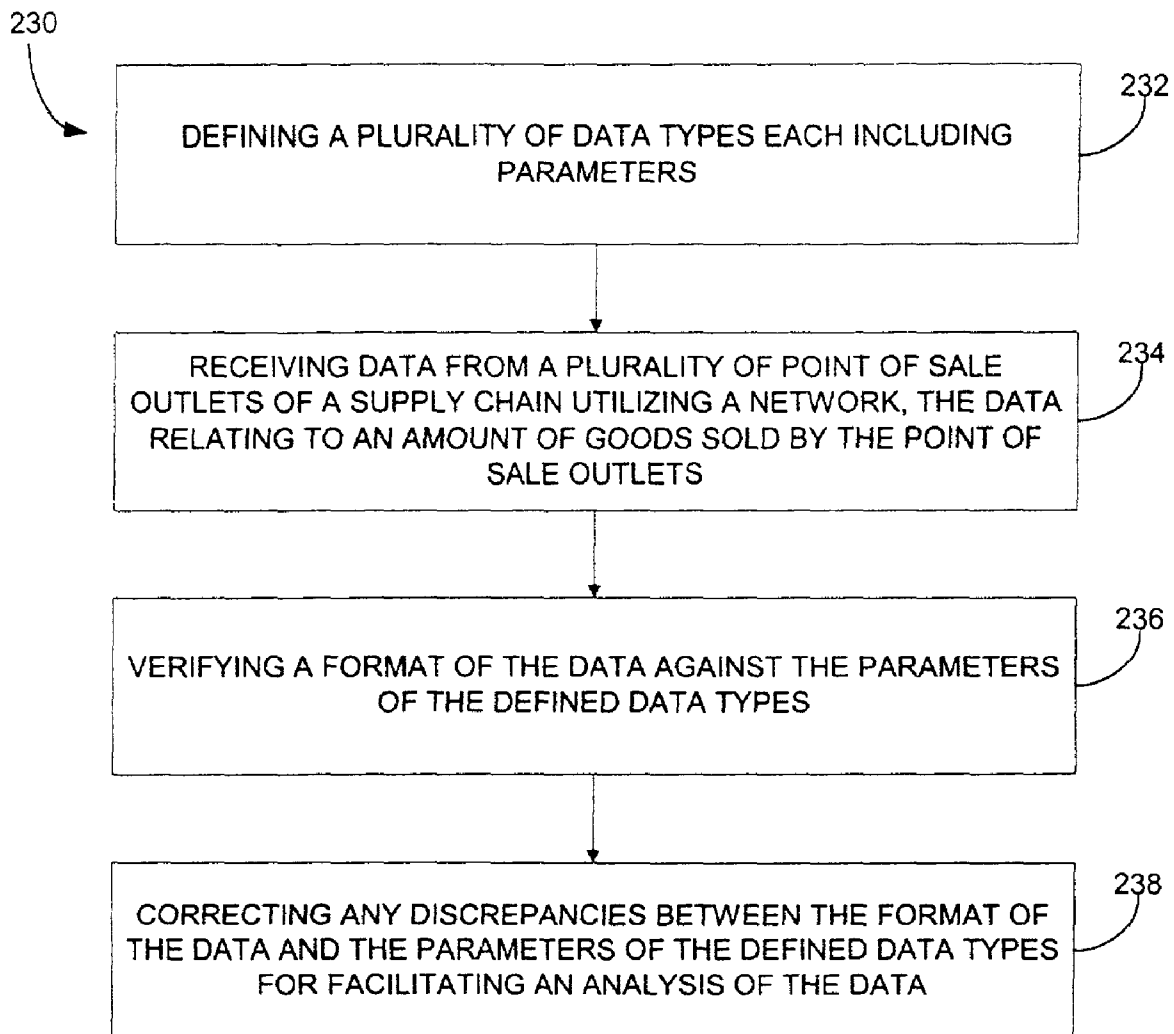 230
232
DEFINING A PLURALITY OF DATA TYPES EACH INCLUDING
PARAMETERS
234
RECEIVING DATA FROM A PLURALITY OF POINT OF SALE
OUTLETS OF A SUPPLY CHAIN UTILIZING A NETWORK, THE DATA
RELATING TO AN AMOUNT OF GOODS SOLD BY THE POINT OF
SALE OUTLETS
236
VERIFYING A FORMAT OF THE DATA AGAINST THE PARAMETERS
OF THE DEFINED DATA TYPES
238
CORRECTING ANY DISCREPANCIES BETWEEN THE FORMAT OF
THE DATA AND THE PARAMETERS OF THE DEFINED DATA TYPES
FOR FACILITATING AN ANALYSIS OF THE DATA